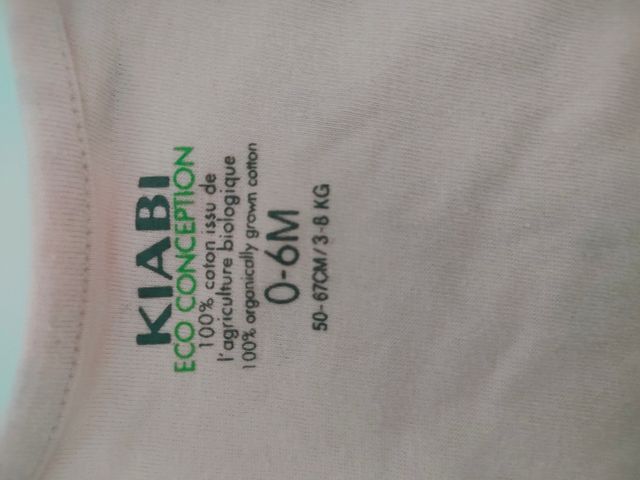 KIABI
ECO CONCEPTION
100% coton issu de
l'agriculture biologique
100% organically grown cotton
0-6M
50-67CM/3-8 KG